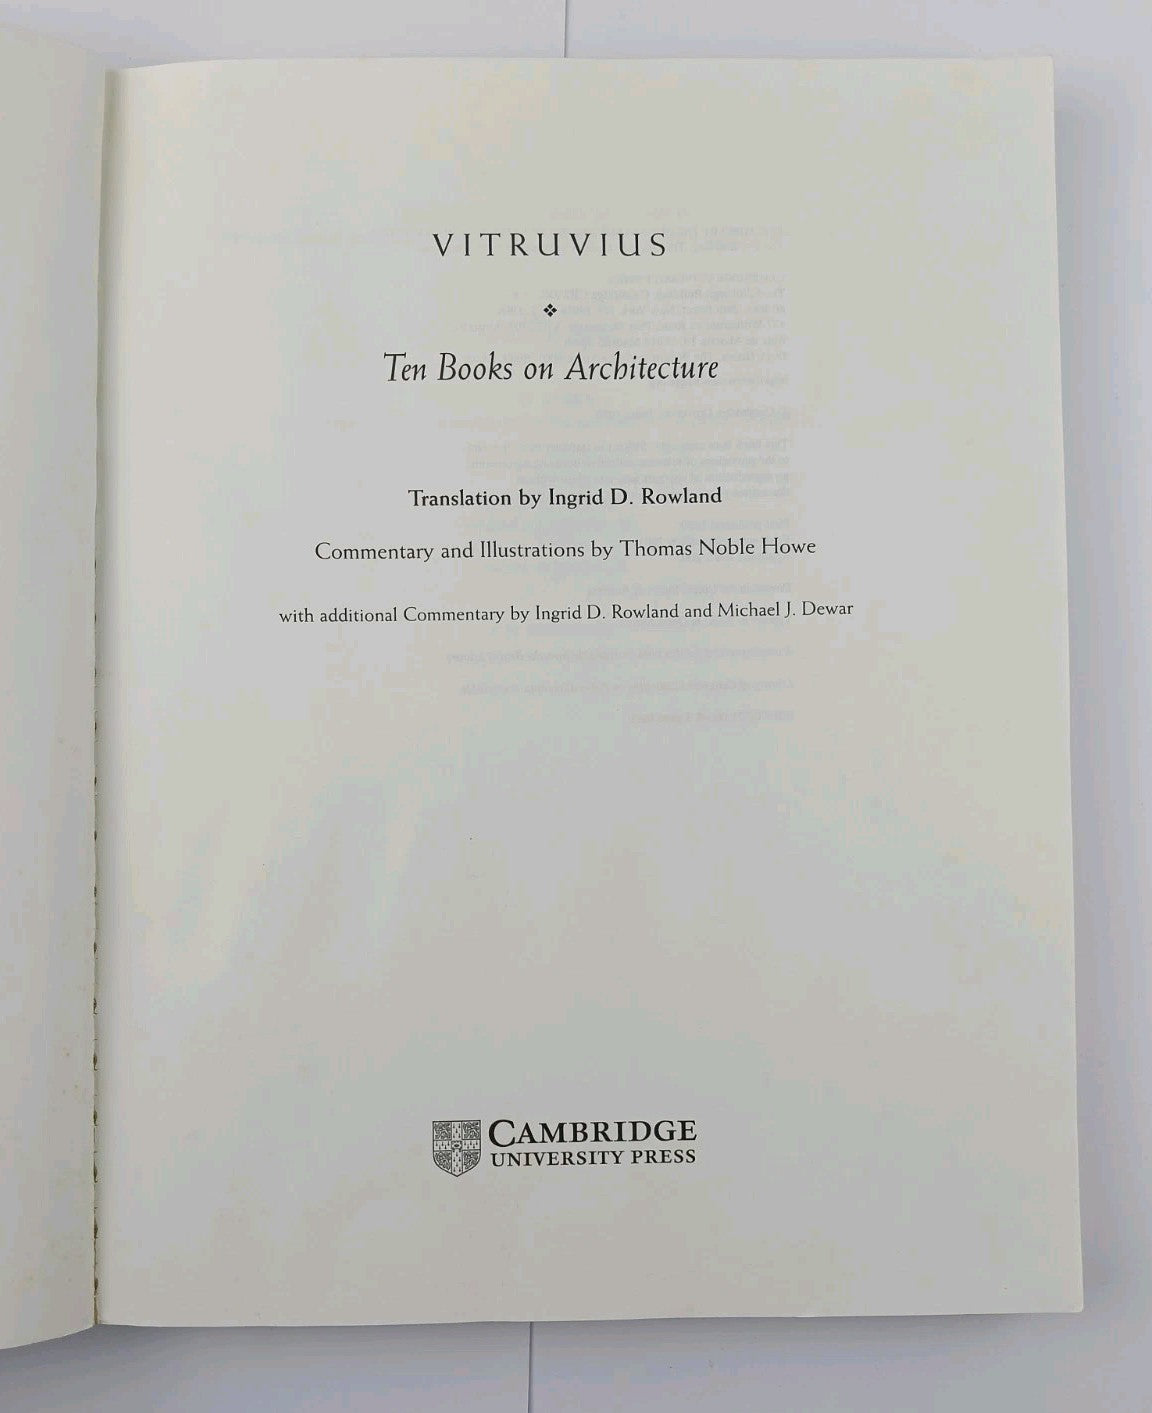 VITRUVIUS
Ten Books on Architecture
Translation by Ingrid D. Rowland
Commentary and Illustrations by Thomas Noble Howe
with additional Commentary by Ingrid D. Rowland and Michael J. Dewar
CAMBRIDGE
UNIVERSITY PRESS